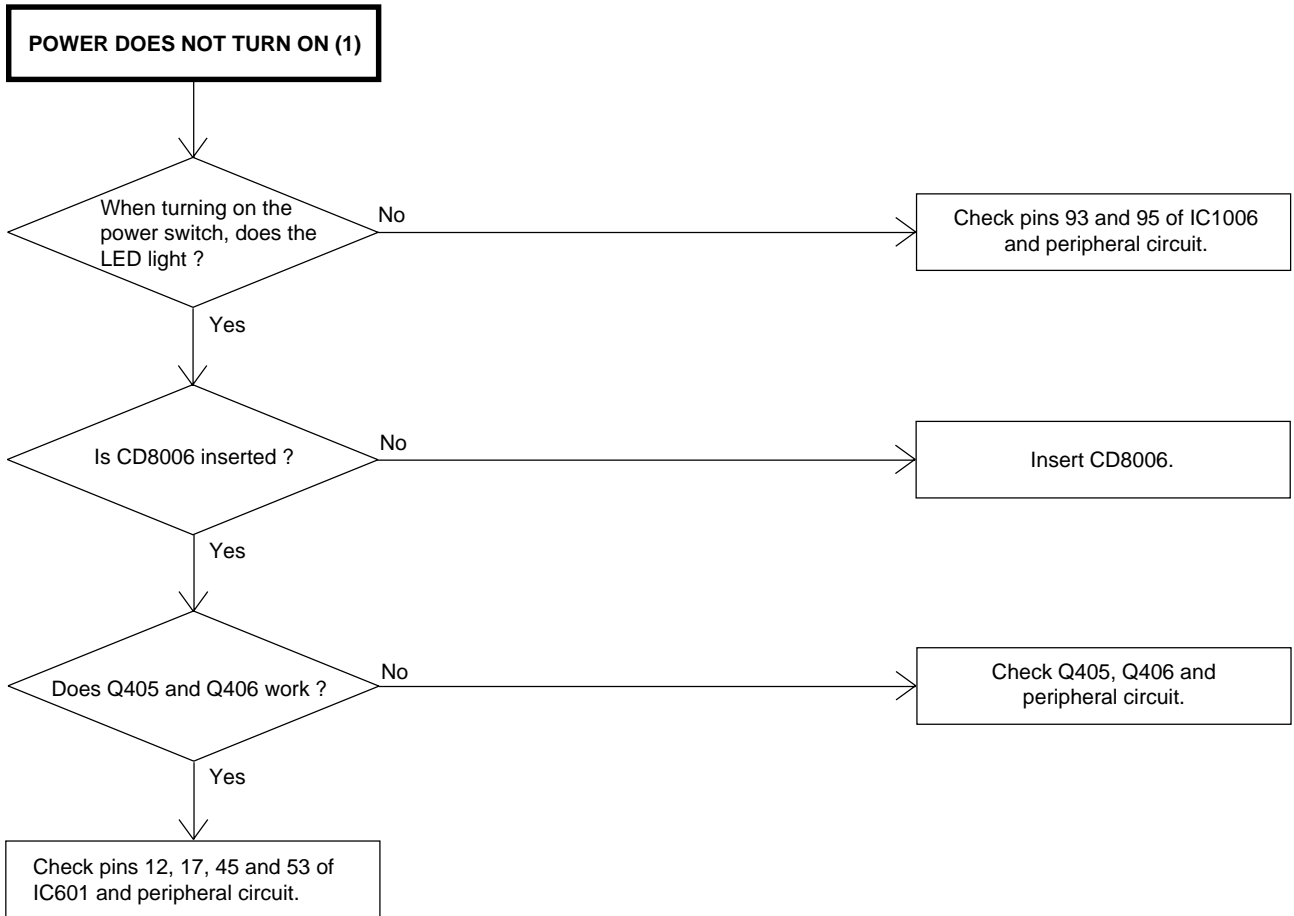 POWER DOES NOT TURN ON (1)
When turning on the
power switch, does the
LED light ?
No
Check pins 93 and 95 of IC1006
and peripheral circuit.
Yes
Is CD8006 inserted ?
No
Insert CD8006.
Yes
Does Q405 and Q406 work ?
No
Check Q405, Q406 and
peripheral circuit.
Yes
Check pins 12, 17, 45 and 53 of
IC601 and peripheral circuit.